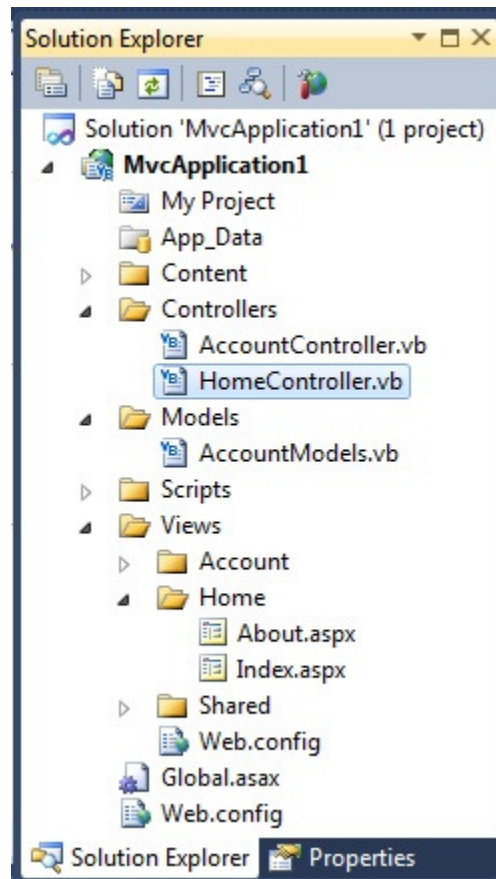 Solution Explorer
Solution 'MvcApplication1' (1 project)
MvcApplication1
My Project
App_Data
Content
Controllers
AccountController.vb
HomeController.vb
Models
AccountModels.vb
Scripts
Views
Account
Home
About.aspx
Index.aspx
Shared
Web.config
Global.asax
Web.config
Solution Explorer Properties